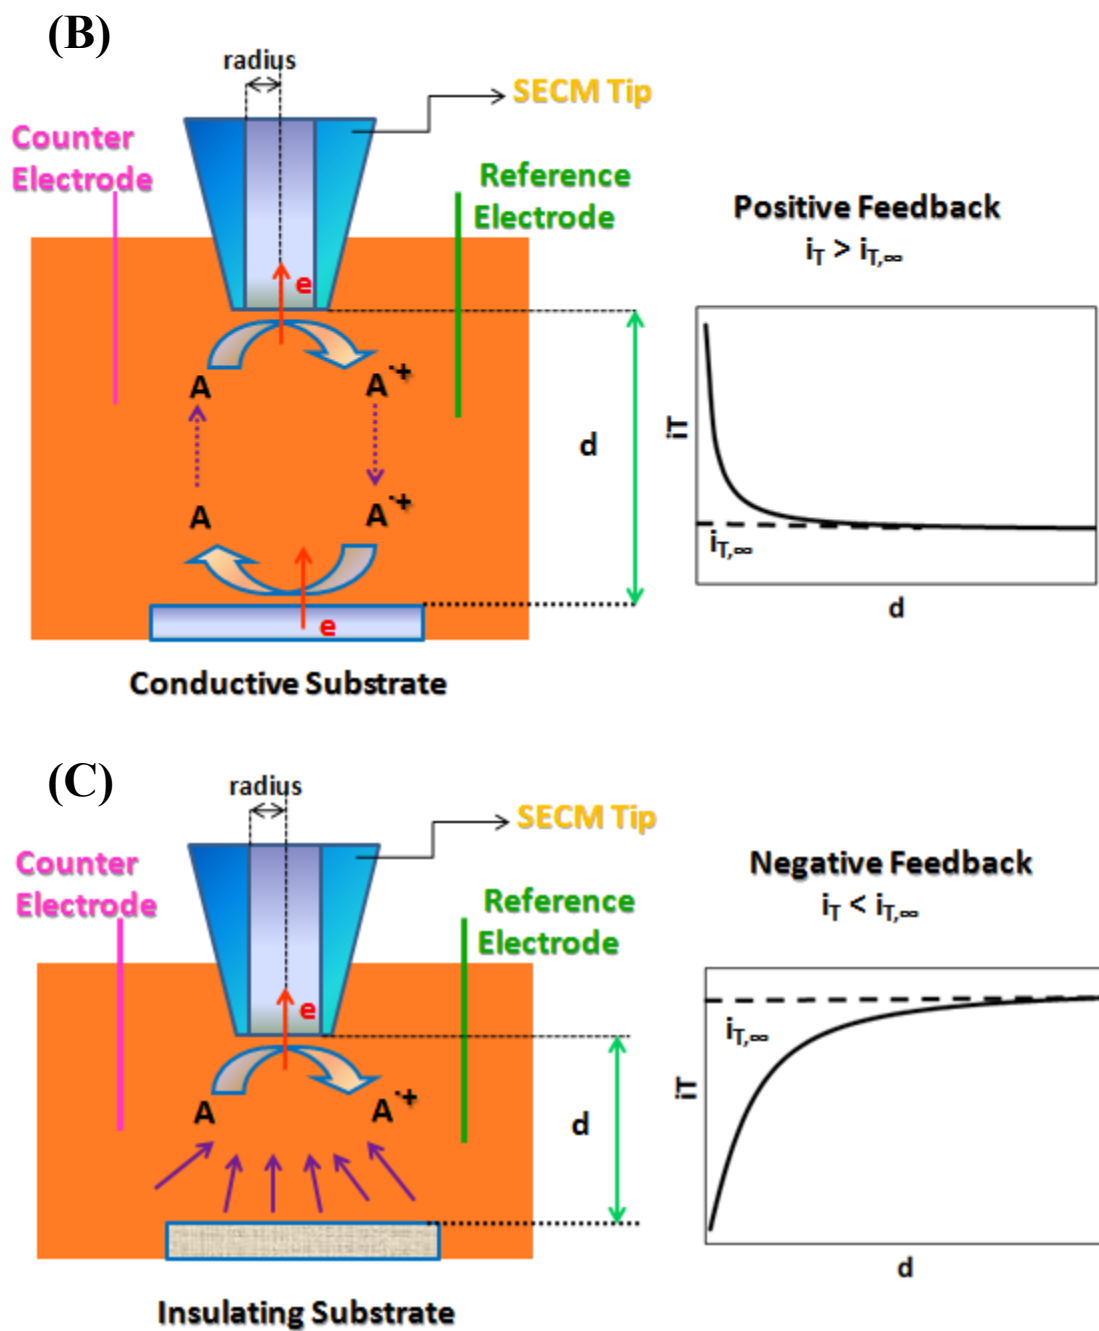 (B)
radius
SECM Tip
Counter
Electrode
Reference
Electrode
e
A
A·+
d
A
A·+
e
Conductive Substrate
Positive Feedback
iT > iT,∞
iT
iT,∞
d
(C)
radius
SECM Tip
Counter
Electrode
Reference
Electrode
e
A
A·+
d
Insulating Substrate
Negative Feedback
iT < iT,∞
iT,∞
iT
d